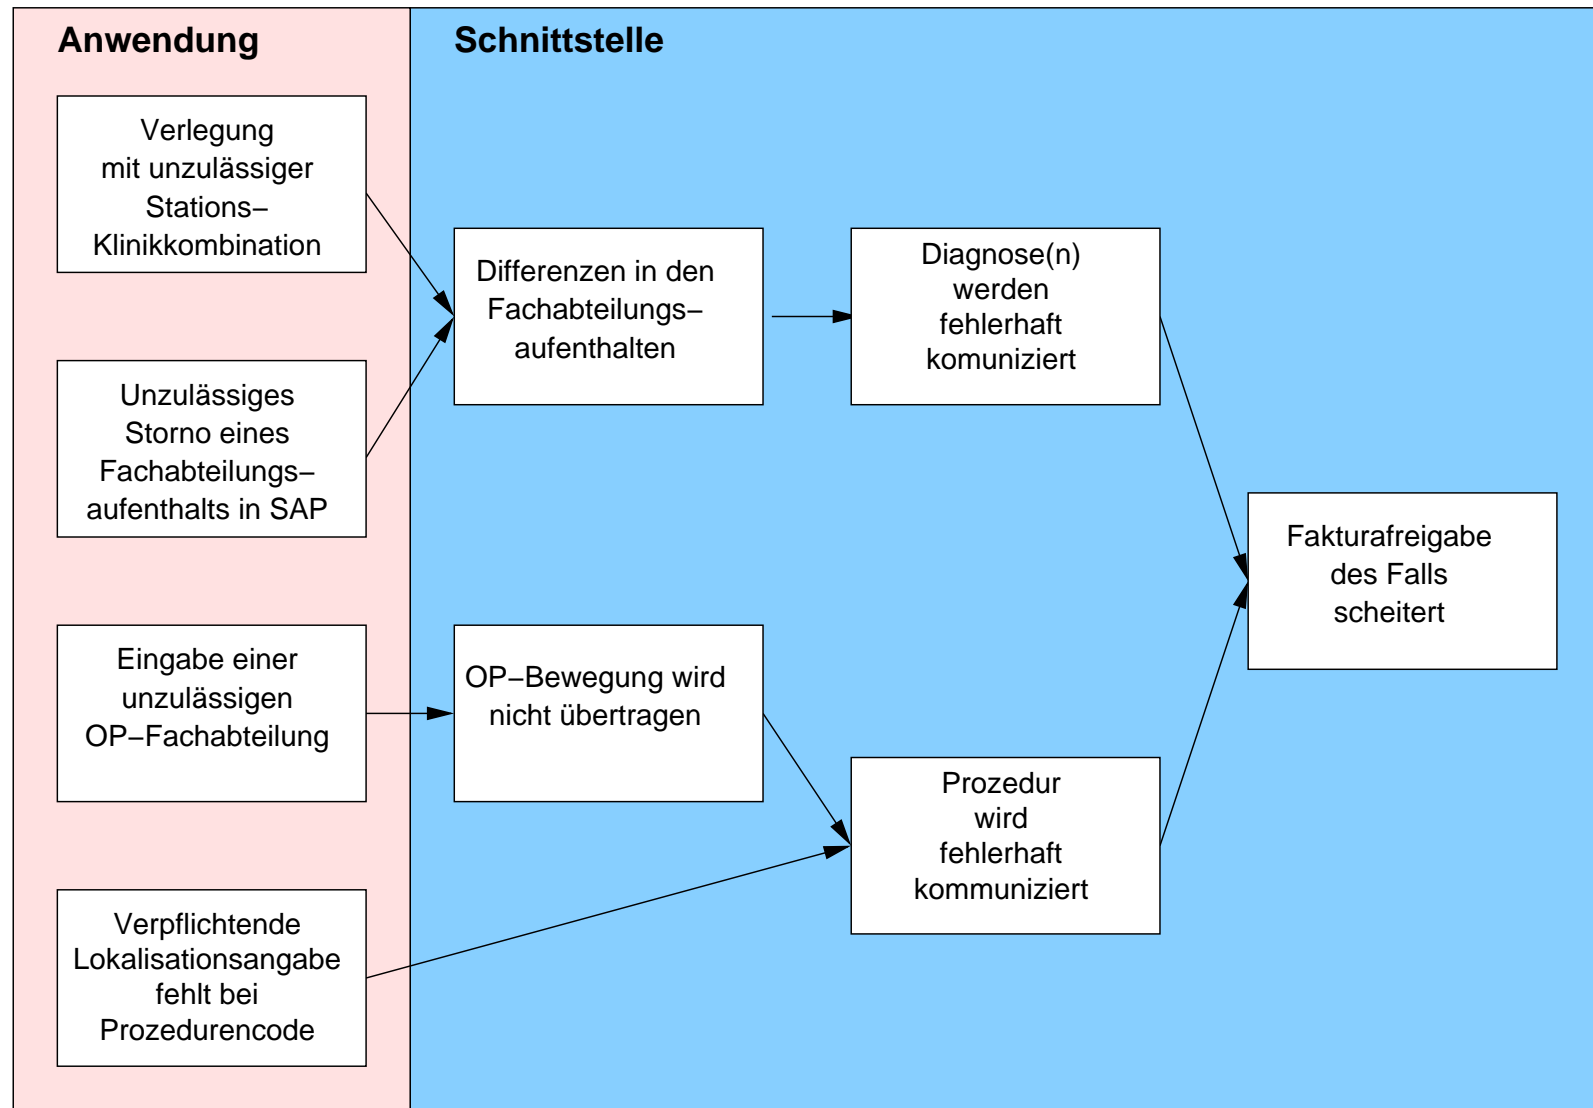 Anwendung
Schnittstelle
Verlegung
mit unzulässiger
Stations−
Klinikkombination
Unzulässiges
Storno eines
Fachabteilungs−
aufenthalts in SAP
Eingabe einer
unzulässigen
OP−Fachabteilung
Verpflichtende
Lokalisationsangabe
fehlt bei
Prozedurencode
Differenzen in den
Fachabteilungs−
aufenthalten
OP−Bewegung wird
nicht übertragen
Diagnose(n)
werden
fehlerhaft
komuniziert
Prozedur
wird
fehlerhaft
kommuniziert
Fakturafreigabe
des Falls
scheitert